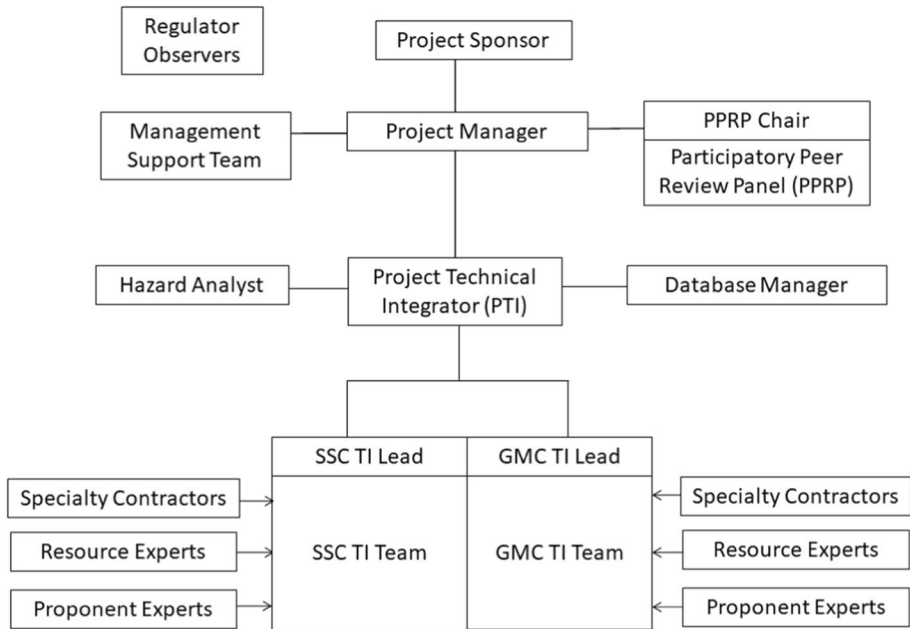 Regulator
Observers
Project Sponsor
Management
Support Team
Project Manager
PPRP Chair
Participatory Peer
Review Panel (PPRP)
Hazard Analyst
Project Technical
Integrator (PTI)
Database Manager
SSC TI Lead
GMC TI Lead
Specialty Contractors
Resource Experts
Proponent Experts
SSC TI Team
GMC TI Team
Specialty Contractors
Resource Experts
Proponent Experts